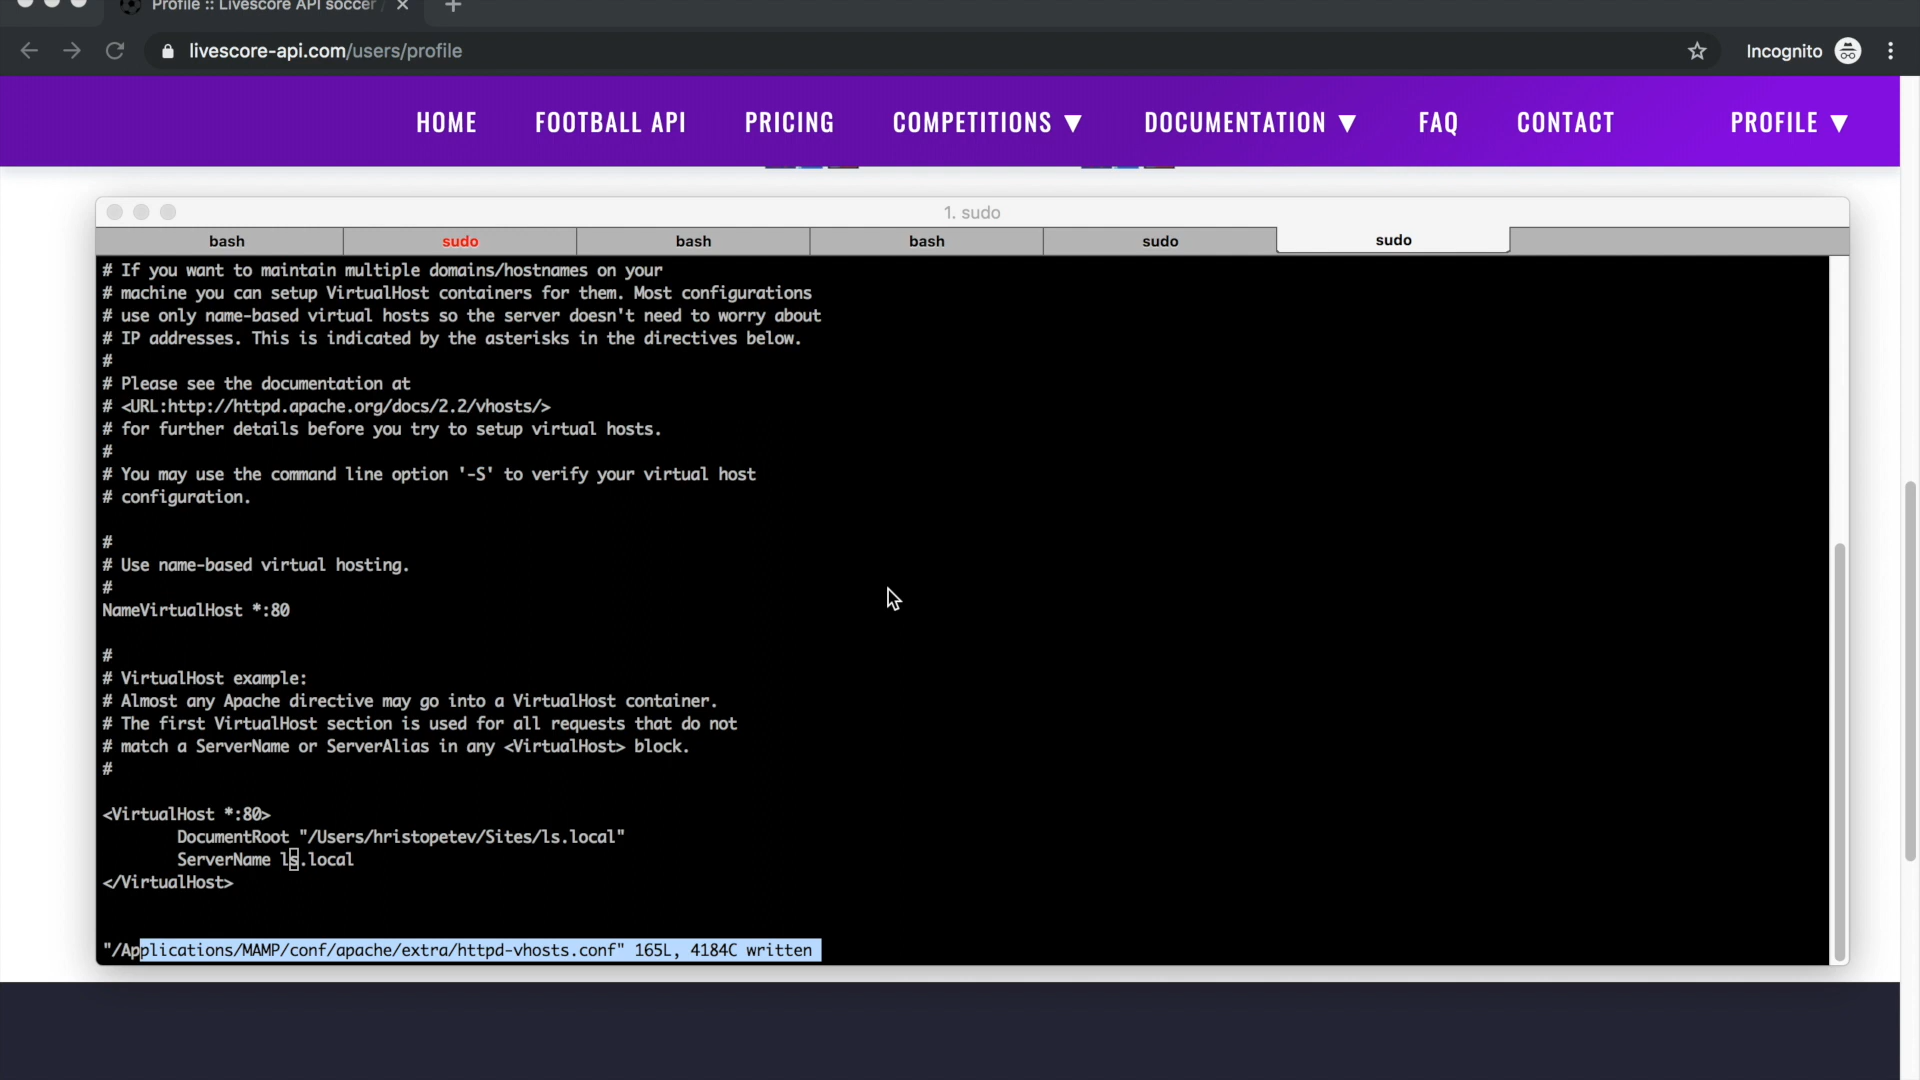 Profile :: Livescore API soccer
livescore-api.com/users/profile
Incognito
HOME FOOTBALL API PRICING COMPETITIONS ▼ DOCUMENTATION ▼ FAQ CONTACT PROFILE ▼
1. sudo
bash sudo bash bash sudo sudo
# If you want to maintain multiple domains/hostnames on your
# machine you can setup VirtualHost containers for them. Most configurations
# use only name-based virtual hosts so the server doesn't need to worry about
# IP addresses. This is indicated by the asterisks in the directives below.
#
# Please see the documentation at
# <URL:http://httpd.apache.org/docs/2.2/vhosts/>
# for further details before you try to setup virtual hosts.
#
# You may use the command line option '-S' to verify your virtual host
# configuration.
#
# Use name-based virtual hosting.
#
NameVirtualHost *:80
#
# VirtualHost example:
# Almost any Apache directive may go into a VirtualHost container.
# The first VirtualHost section is used for all requests that do not
# match a ServerName or ServerAlias in any <VirtualHost> block.
#
<VirtualHost *:80>
DocumentRoot "/Users/hristopetev/Sites/ls.local"
ServerName ls.local
</VirtualHost>
"/Applications/MAMP/conf/apache/extra/httpd-vhosts.conf" 165L, 4184C written